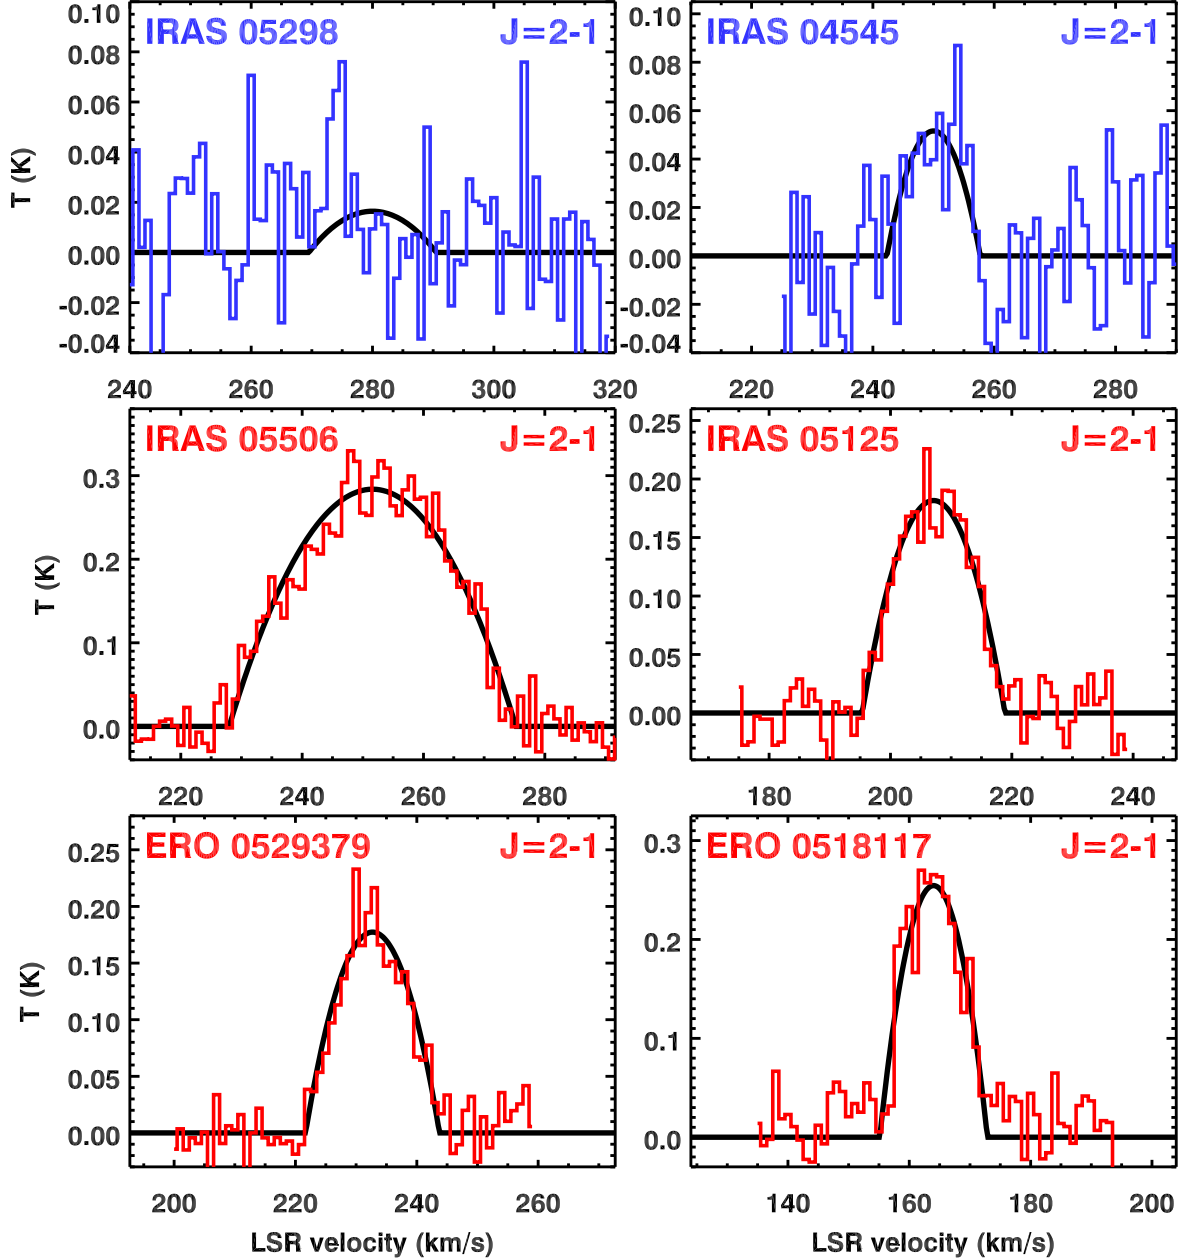 IRAS 05298 J=2-1
0.10
0.08
0.06
0.04
0.02
0.00
-0.02
-0.04
T (K)
240 260 280 300 320
IRAS 04545 J=2-1
0.10
0.08
0.06
0.04
0.02
0.00
-0.02
-0.04
220 240 260 280
IRAS 05506 J=2-1
0.3
0.2
0.1
0.0
T (K)
220 240 260 280
IRAS 05125 J=2-1
0.25
0.20
0.15
0.10
0.05
0.00
180 200 220 240
ERO 0529379 J=2-1
0.25
0.20
0.15
0.10
0.05
0.00
T (K)
200 220 240 260
LSR velocity (km/s)
ERO 0518117 J=2-1
0.3
0.2
0.1
0.0
140 160 180 200
LSR velocity (km/s)